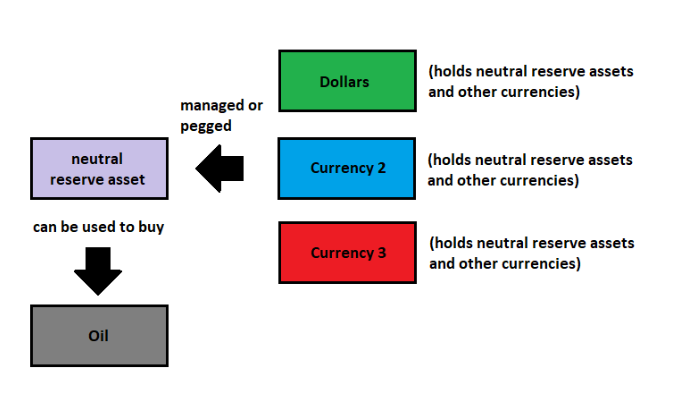 Dollars
(holds neutral reserve assets
and other currencies)
managed or
pegged
neutral
reserve asset
Currency 2
(holds neutral reserve assets
and other currencies)
can be used to buy
Currency 3
(holds neutral reserve assets
and other currencies)
Oil